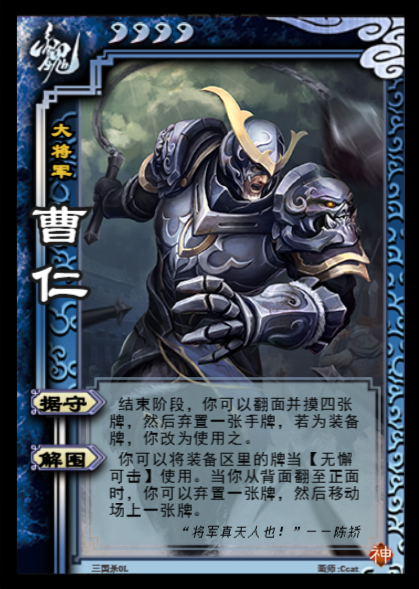 魏
大将军
曹仁
据守
结束阶段，你可以翻面并摸四张
牌，然后弃置一张手牌，若为装备
牌，你改为使用之。
解围
你可以将装备区里的牌当【无懈
可击】使用。当你从背面翻至正面
时，你可以弃置一张牌，然后移动
场上一张牌。
“将军真天人也！”——陈矫
神
三国杀OL
画师:Ccat